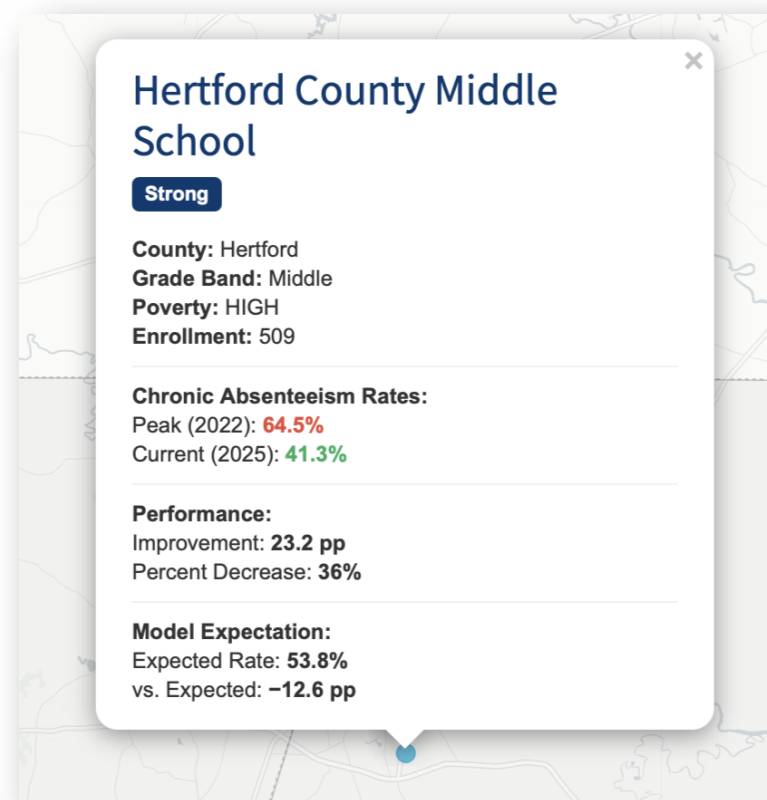 Hertford County Middle
School
Strong
County: Hertford
Grade Band: Middle
Poverty: HIGH
Enrollment: 509
Chronic Absenteeism Rates:
Peak (2022): 64.5%
Current (2025): 41.3%
Performance:
Improvement: 23.2 pp
Percent Decrease: 36%
Model Expectation:
Expected Rate: 53.8%
vs. Expected: −12.6 pp